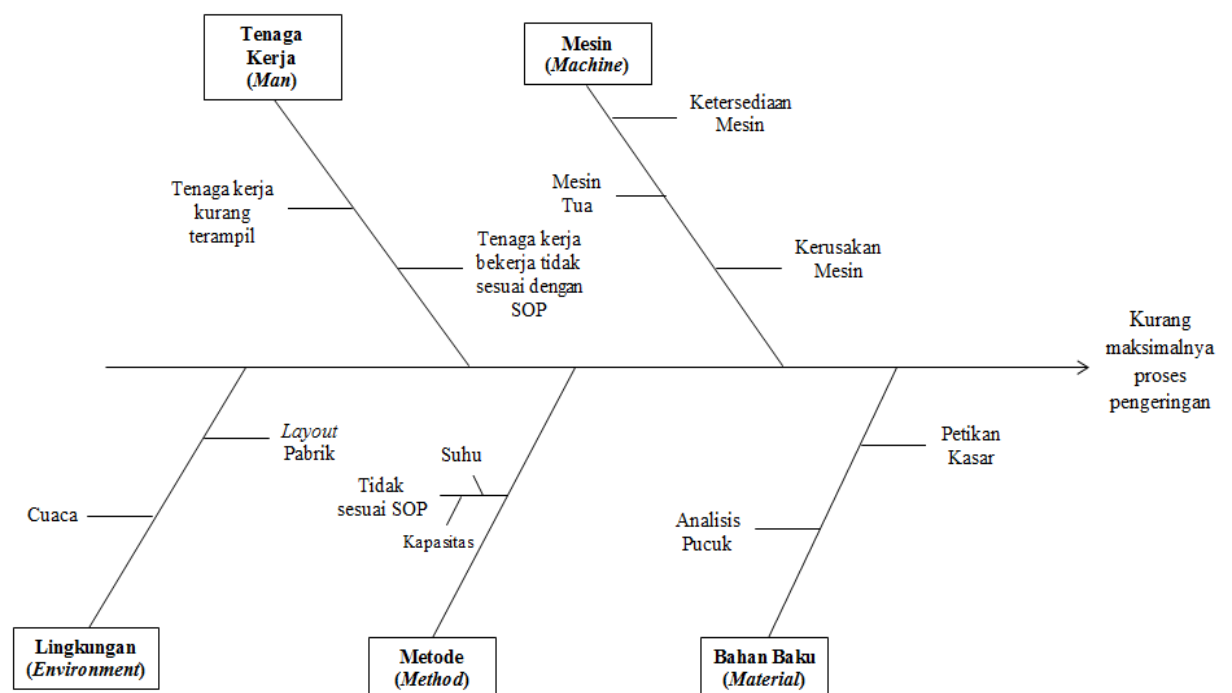 Tenaga
Kerja
(Man)
Mesin
(Machine)
Ketersediaan
Mesin
Tenaga kerja
kurang
terampil
Mesin
Tua
Tenaga kerja
bekerja tidak
sesuai dengan
SOP
Kerusakan
Mesin
Kurang
maksimalnya
proses
pengeringan
Layout
Pabrik
Cuaca
Suhu
Tidak
sesuai SOP
Kapasitas
Petikan
Kasar
Analisis
Pucuk
Lingkungan
(Environment)
Metode
(Method)
Bahan Baku
(Material)